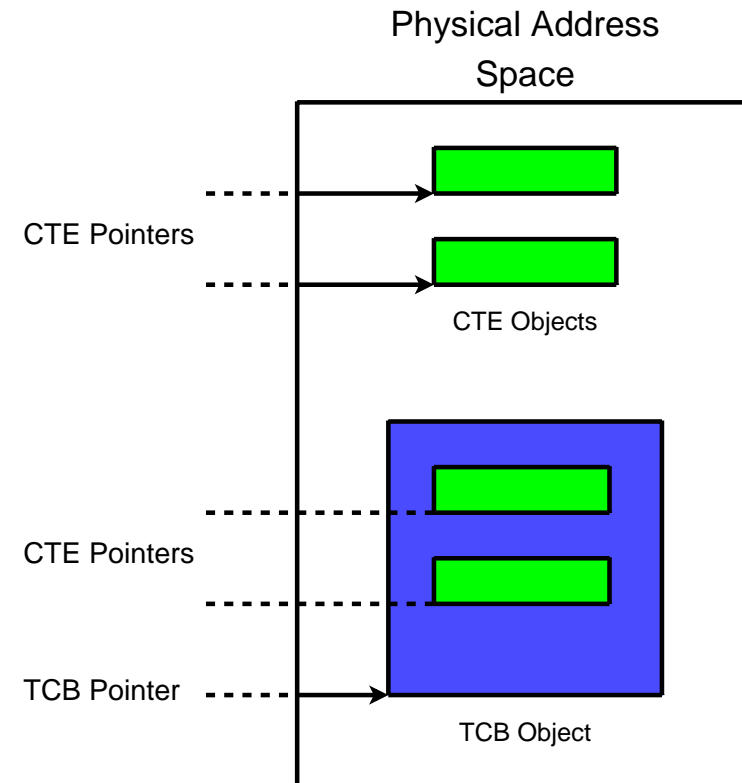 Physical Address
Space
CTE Pointers
CTE Objects
CTE Pointers
TCB Pointer
TCB Object